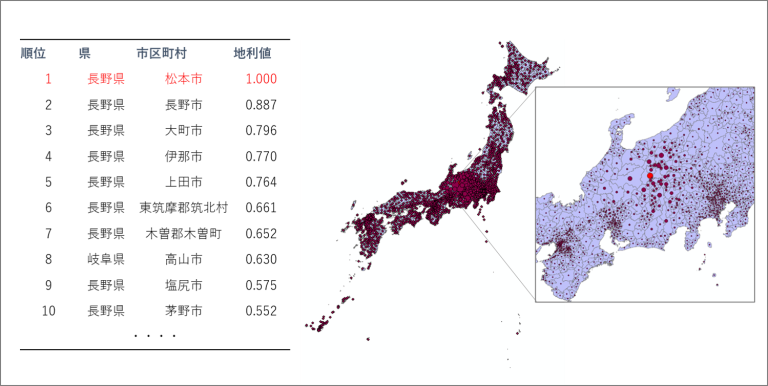 順位 県 市区町村 地利値
1 長野県 松本市 1.000
2 長野県 長野市 0.887
3 長野県 大町市 0.796
4 長野県 伊那市 0.770
5 長野県 上田市 0.764
6 長野県 東筑摩郡筑北村 0.661
7 長野県 木曽郡木曽町 0.652
8 岐阜県 高山市 0.630
9 長野県 塩尻市 0.575
10 長野県 茅野市 0.552
・・・・